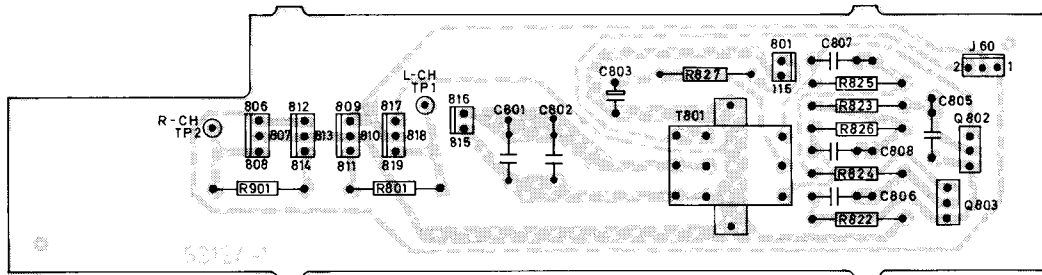 801
C807
J60
L-CH
TP1
C803
R827
2
1
R825
116
806
812
809
817
816
C801
C802
R823
C805
R-CH
TP2
T801
Q802
807
813
810
818
R826
815
C808
808
814
811
819
R824
R901
R801
C806
Q803
R822